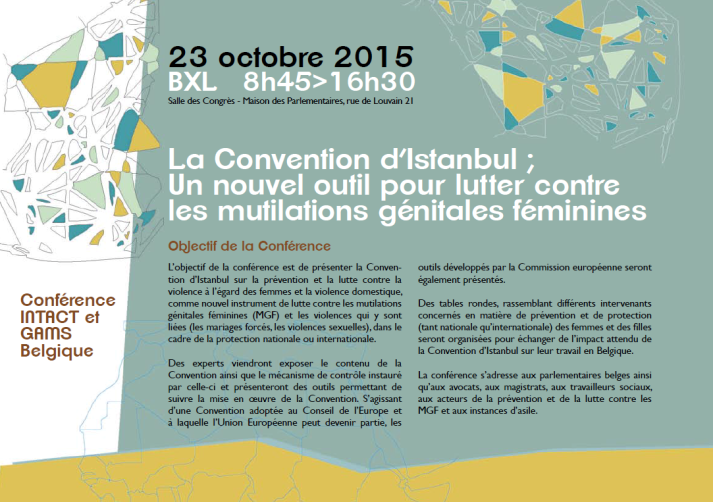 23 octobre 2015
BXL 8h45>16h30
Salle des Congrès - Maison des Parlementaires, rue de Louvain 21
La Convention d'Istanbul ;
Un nouvel outil pour lutter contre
les mutilations génitales féminines
Objectif de la Conférence
L'objectif de la conférence est de présenter la Conven-
tion d'Istanbul sur la prévention et la lutte contre la
violence à l'égard des femmes et la violence domestique,
comme nouvel instrument de lutte contre les mutilations
génitales féminines (MGF) et les violences qui y sont
liées (les mariages forcés, les violences sexuelles), dans le
cadre de la protection nationale ou internationale.
Des experts viendront exposer le contenu de la
Convention ainsi que le mécanisme de contrôle instauré
par celle-ci et présenteront des outils permettant de
suivre la mise en œuvre de la Convention. S'agissant
d'une Convention adoptée au Conseil de l'Europe et
à laquelle l'Union Européenne peut devenir partie, les
outils développés par la Commission européenne seront
également présentés.
Des tables rondes, rassemblant différents intervenants
concernés en matière de prévention et de protection
(tant nationale qu'internationale) des femmes et des filles
seront organisées pour échanger de l'impact attendu de
la Convention d'Istanbul sur leur travail en Belgique.
La conférence s'adresse aux parlementaires belges ainsi
qu'aux avocats, aux magistrats, aux travailleurs sociaux,
aux acteurs de la prévention et de la lutte contre les
MGF et aux instances d'asile.
Conférence
INTACT et
GAMS
Belgique